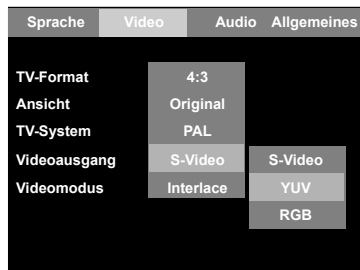 Sprache Video Audio Allgemeines
TV-Format 4:3
Ansicht Original
TV-System PAL
Videoausgang S-Video S-Video
Videomodus Interlace YUV
RGB